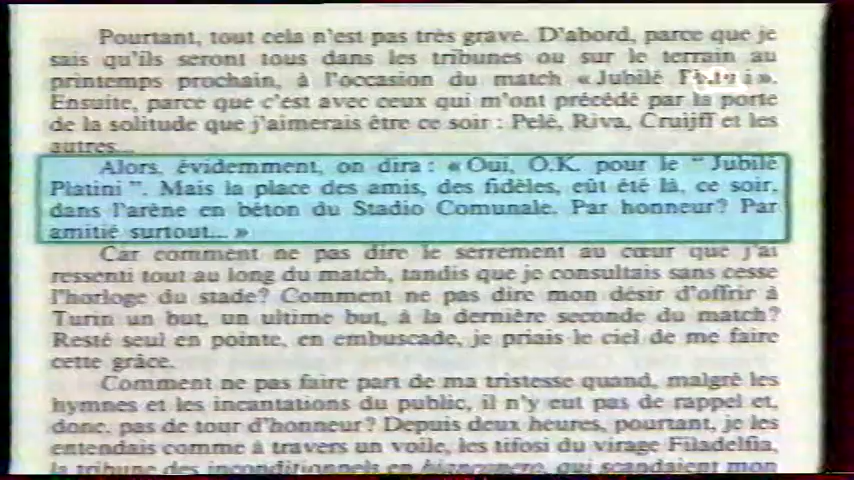 Pourtant, tout cela n'est pas très grave. D'abord, parce que je
sais qu'ils seront tous dans les tribunes ou sur le terrain au
printemps prochain, à l'occasion du match « Jubilé
Ensuite, parce que c'est avec ceux qui m'ont précédé par la porte
de la solitude que j'aimerais être ce soir : Pelé, Riva, Cruijff et les
autres...
Alors, évidemment, on dira : « Oui, O.K. pour le "Jubilé
Platini". Mais la place des amis, des fidèles, eût été là, ce soir,
dans l'arène en béton du Stadio Comunale. Par honneur? Par
amitié surtout... »
Car comment ne pas dire le serrement au cœur que j'ai
ressenti tout au long du match, tandis que je consultais sans cesse
l'horloge du stade? Comment ne pas dire mon désir d'offrir à
Turin un but, un ultime but, à la dernière seconde du match?
Resté seul en pointe, en embuscade, je priais le ciel de me faire
cette grâce.
Comment ne pas faire part de ma tristesse quand, malgré les
hymnes et les incantations du public, il n'y eut pas de rappel et,
donc, pas de tour d'honneur? Depuis deux heures, pourtant, je les
entendais comme à travers un voile, les tifosi du virage Filadelfia,
la tribune des inconditionnels en bianconero, qui scandaient mon